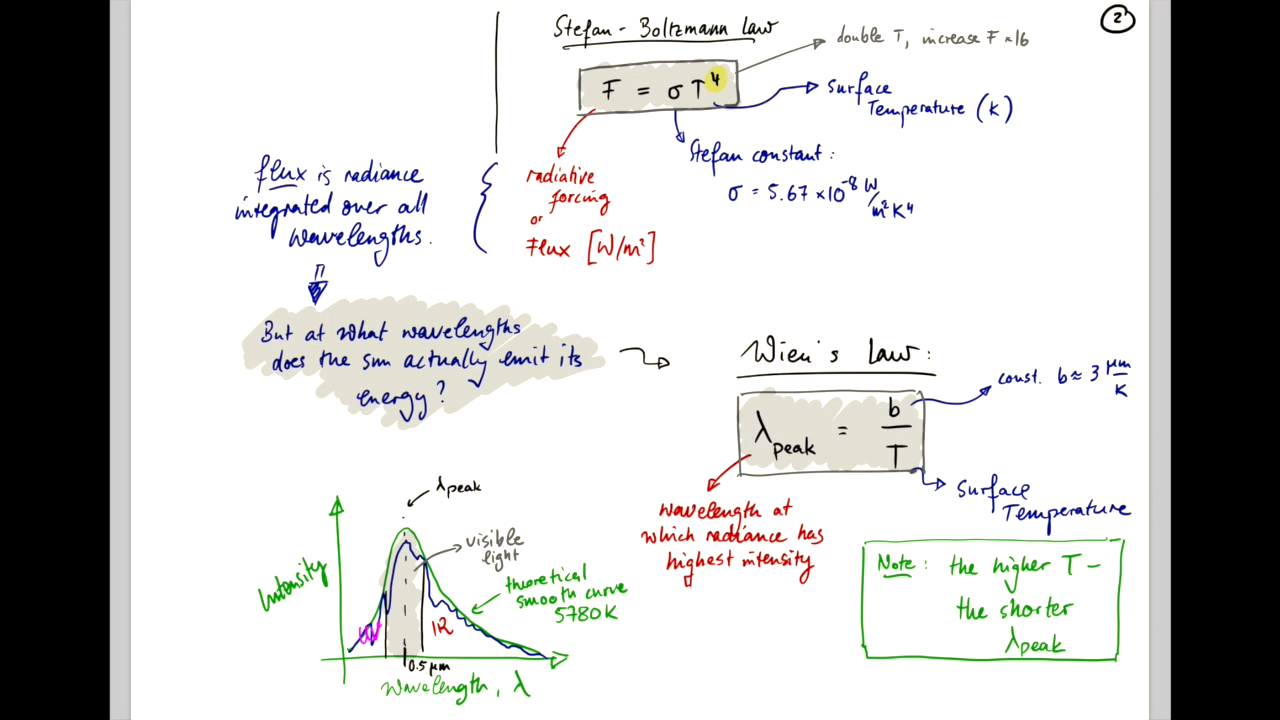 2
Stefan - Boltzmann Law
double T, increase F ×16
F = σT⁴
Surface
Temperature (K)
Stefan constant :
σ = 5.67 ×10⁻⁸ W/m²K⁴
radiative
forcing
or
Flux [W/m²]
flux is radiance
integrated over all
wavelengths.
But at what wavelengths
does the sun actually emit its
energy?
Wien's Law:
const. b ≈ 3 μm/K
λpeak = b/T
Surface
Temperature
wavelength at
which radiance has
highest intensity
Note: the higher T –
the shorter
λpeak
λpeak
visible
light
Intensity
theoretical
smooth curve
5780K
UV
IR
0.5 μm
Wavelength, λ